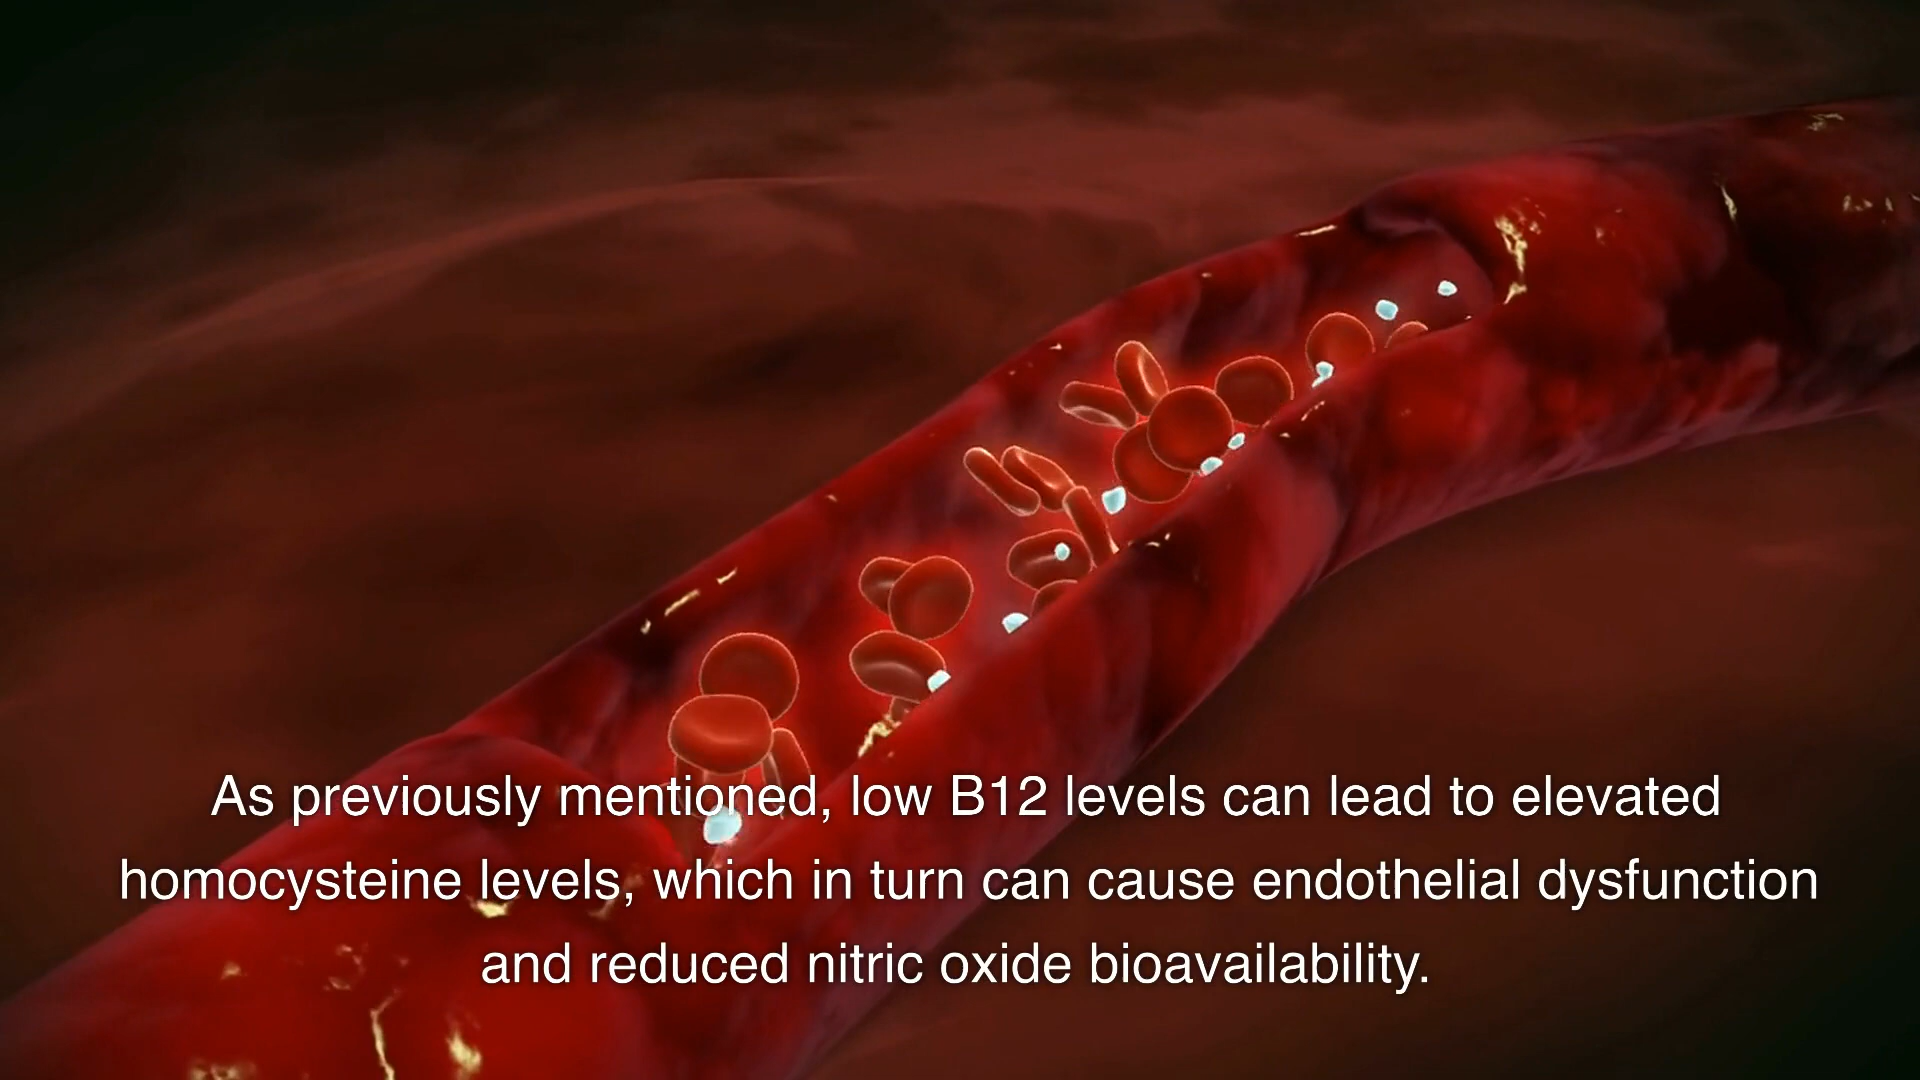 As previously mentioned, low B12 levels can lead to elevated
homocysteine levels, which in turn can cause endothelial dysfunction
and reduced nitric oxide bioavailability.